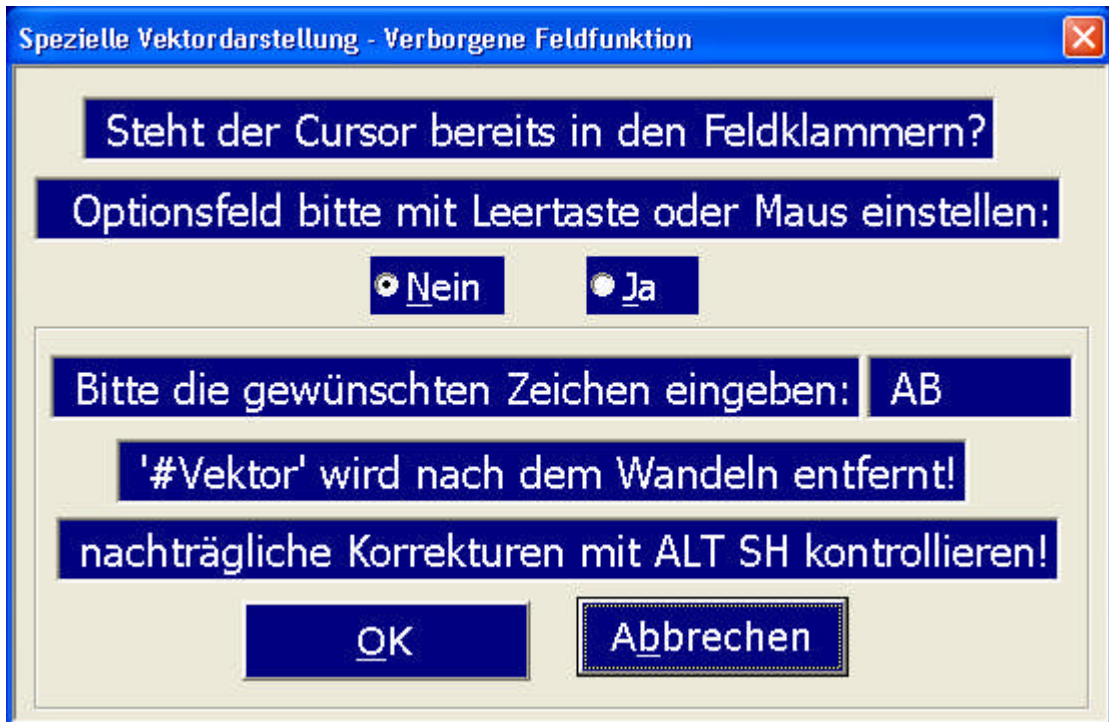 Spezielle Vektordarstellung - Verborgene Feldfunktion
Steht der Cursor bereits in den Feldklammern?
Optionsfeld bitte mit Leertaste oder Maus einstellen:
Nein Ja
Bitte die gewünschten Zeichen eingeben: AB
'#Vektor' wird nach dem Wandeln entfernt!
nachträgliche Korrekturen mit ALT SH kontrollieren!
OK Abbrechen